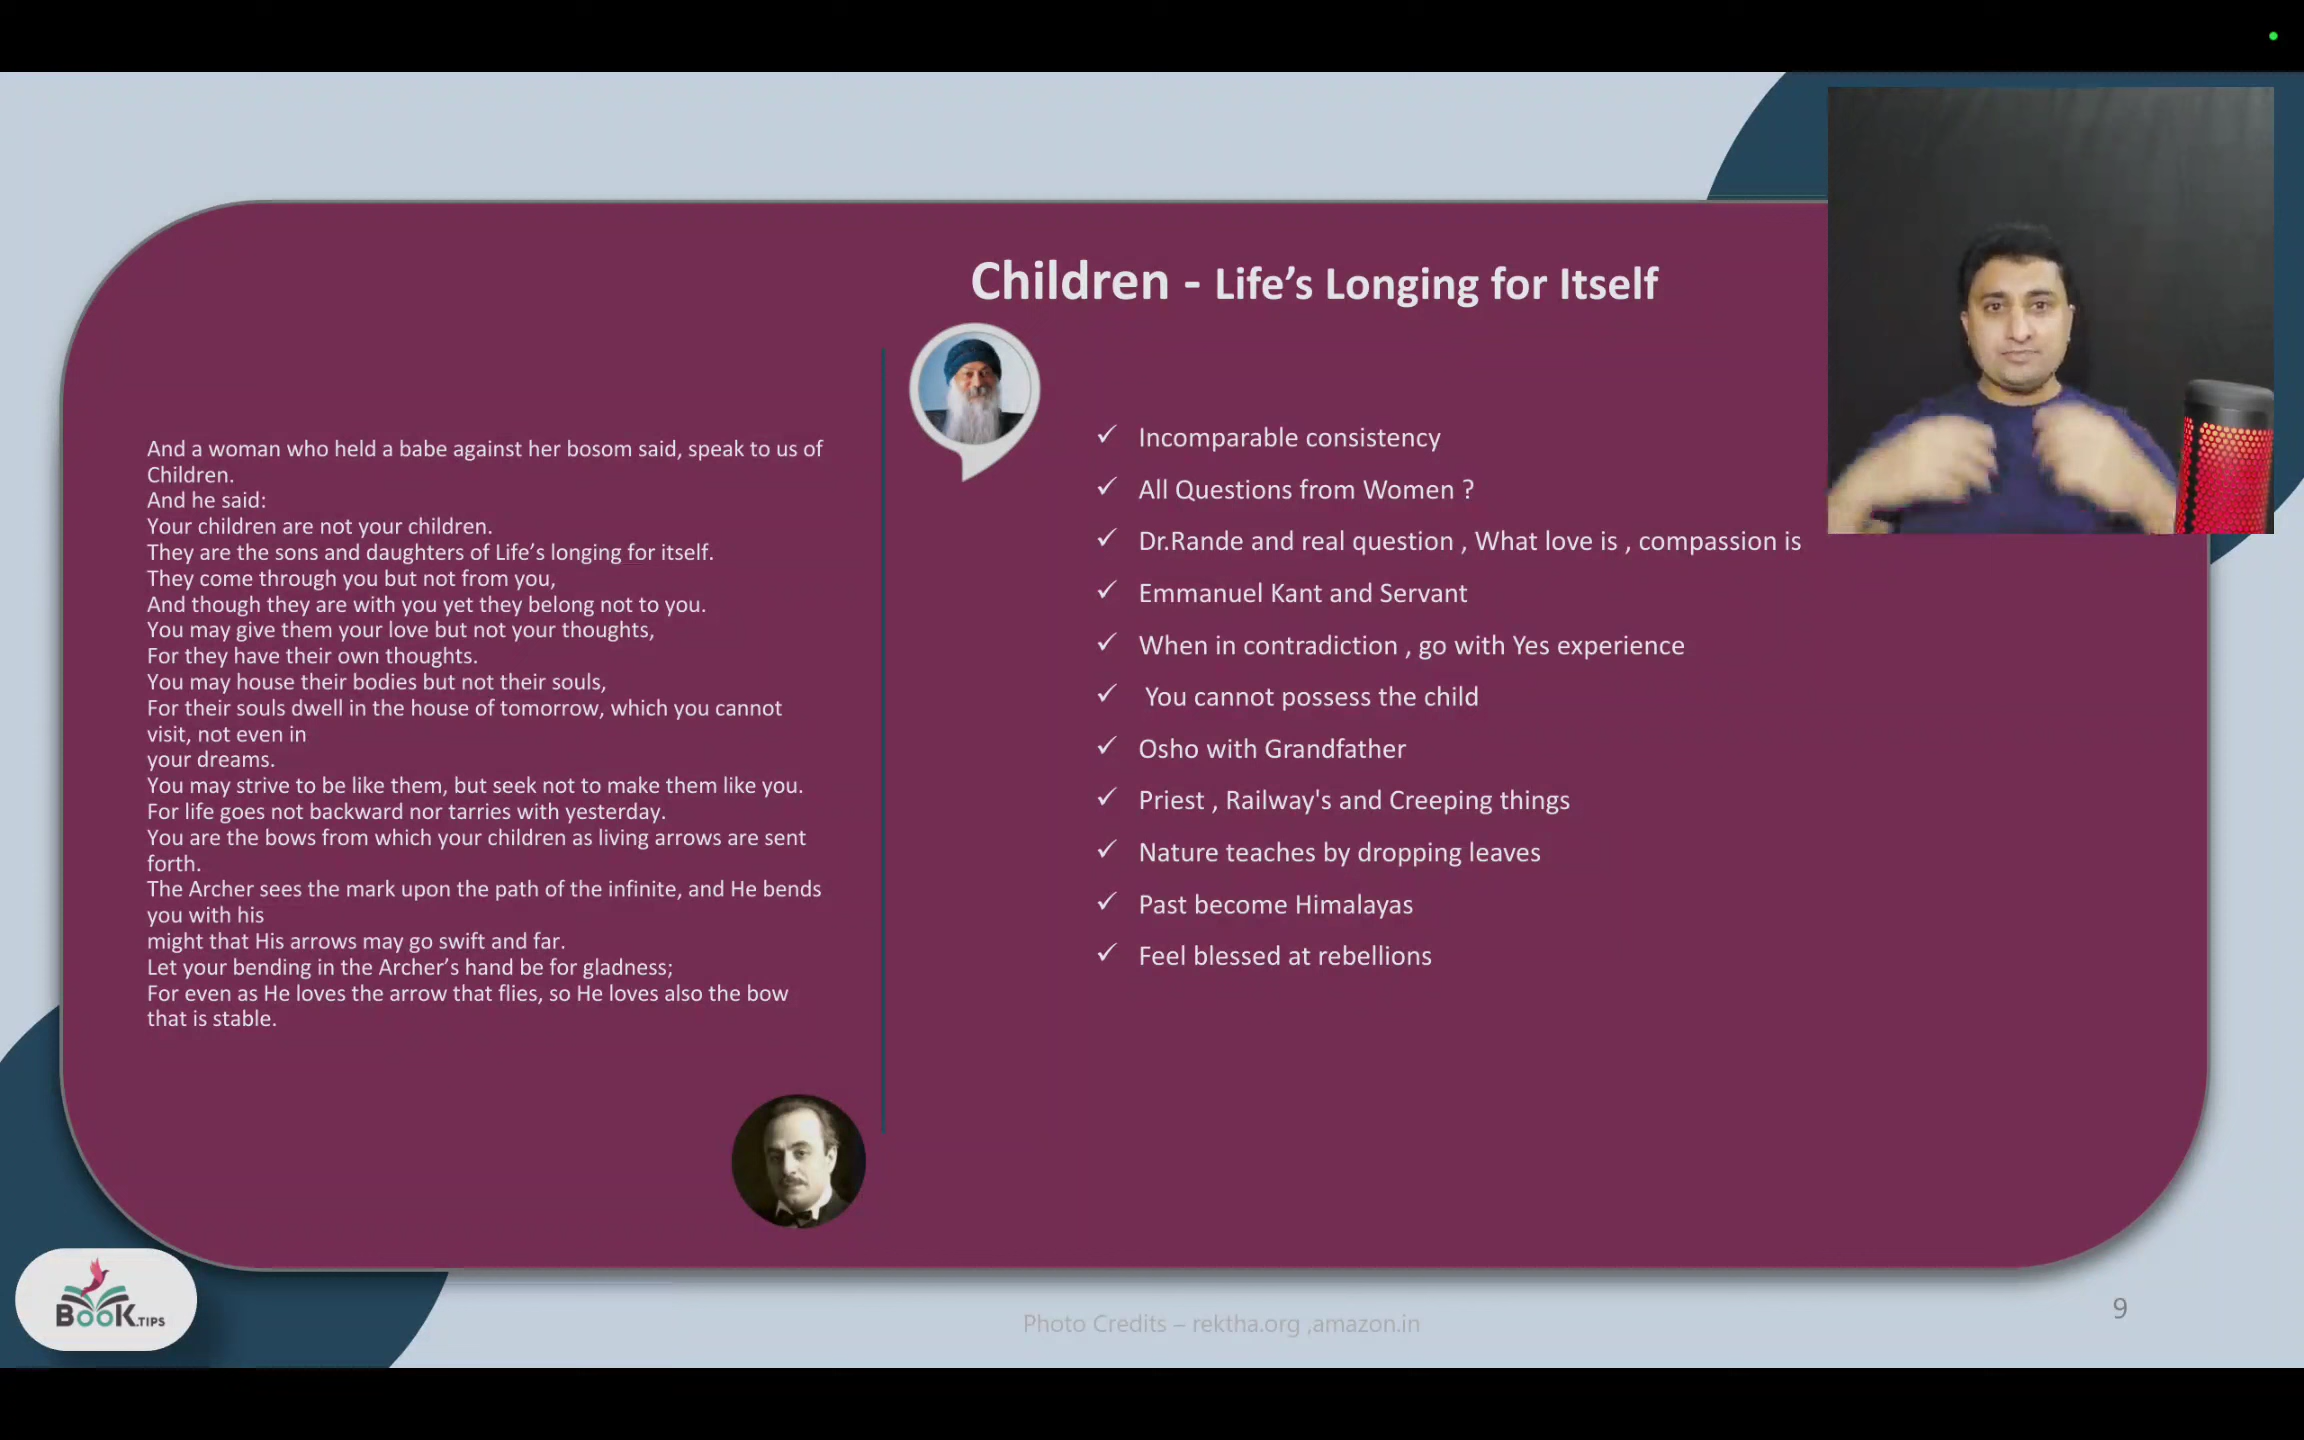 Children - Life’s Longing for Itself
And a woman who held a babe against her bosom said, speak to us of
Children.
And he said:
Your children are not your children.
They are the sons and daughters of Life’s longing for itself.
They come through you but not from you,
And though they are with you yet they belong not to you.
You may give them your love but not your thoughts,
For they have their own thoughts.
You may house their bodies but not their souls,
For their souls dwell in the house of tomorrow, which you cannot
visit, not even in
your dreams.
You may strive to be like them, but seek not to make them like you.
For life goes not backward nor tarries with yesterday.
You are the bows from which your children as living arrows are sent
forth.
The Archer sees the mark upon the path of the infinite, and He bends
you with his
might that His arrows may go swift and far.
Let your bending in the Archer’s hand be for gladness;
For even as He loves the arrow that flies, so He loves also the bow
that is stable.
✓ Incomparable consistency
✓ All Questions from Women ?
✓ Dr.Rande and real question , What love is , compassion is
✓ Emmanuel Kant and Servant
✓ When in contradiction , go with Yes experience
✓ You cannot possess the child
✓ Osho with Grandfather
✓ Priest , Railway's and Creeping things
✓ Nature teaches by dropping leaves
✓ Past become Himalayas
✓ Feel blessed at rebellions
BooK.TIPS
Photo Credits – rektha.org ,amazon.in
9